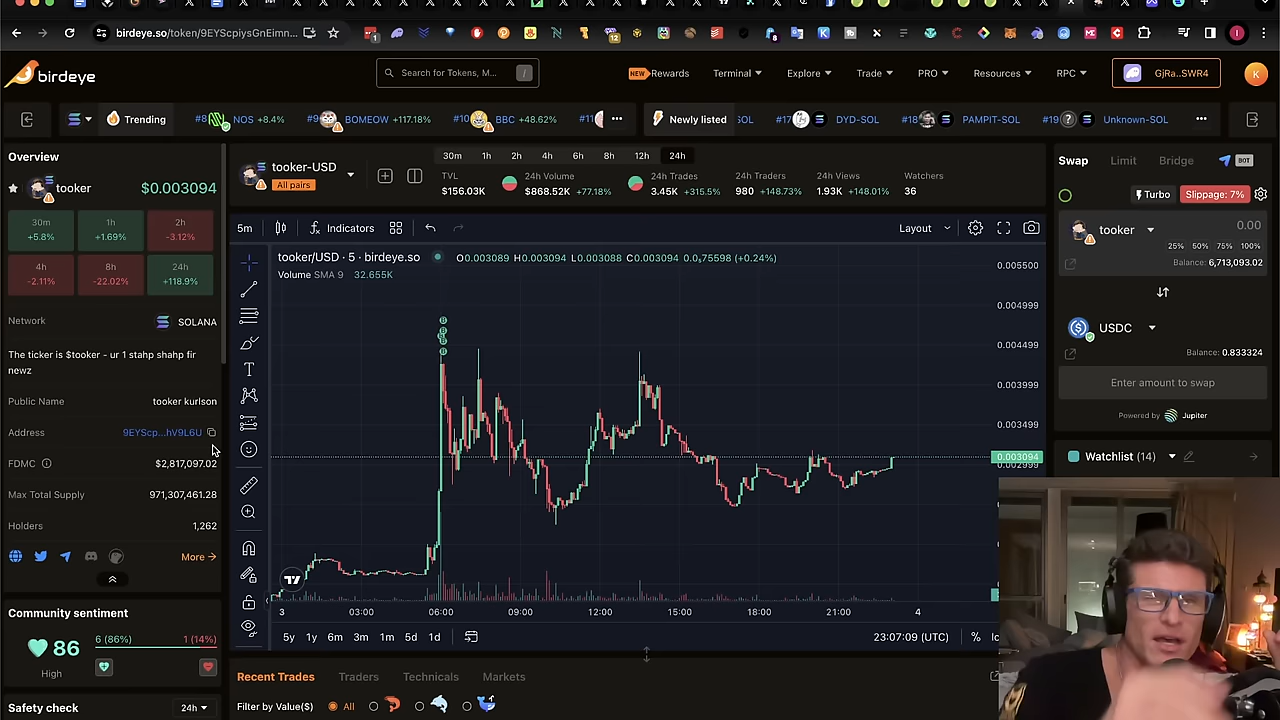 birdeye.so/token/9EYScpiysGnEimn...
birdeye
Search for Tokens, M... /
NEW Rewards
Terminal
Explore
Trade
PRO
Resources
RPC
GjRa...SWR4
K
Trending
#8 NOS +8.4%
#9 BOMEOW +117.18%
#10 BBC +48.62%
#11
...
Newly listed
SOL
#17 DYD-SOL
#18 PAMPIT-SOL
#19 Unknown-SOL
...
Overview
tooker $0.003094
30m 1h 2h
+5.8% +1.69% -3.12%
4h 8h 24h
-2.11% -22.02% +118.9%
Network SOLANA
The ticker is $tooker - ur 1 stahp shahp fir
newz
Public Name tooker kurlson
Address 9EYScp...hV9L6U
FDMC $2,817,097.02
Max Total Supply 971,307,461.28
Holders 1,262
More →
Community sentiment
86 6 (86%) 1 (14%)
High
Safety check 24h
tooker-USD
All pairs
30m 1h 2h 4h 6h 8h 12h 24h
TVL
$156.03K
24h Volume
$868.52K +77.18%
24h Trades
3.45K +315.5%
24h Traders
980 +148.73%
24h Views
1.93K +148.01%
Watchers
36
5m
Indicators
Layout
tooker/USD · 5 · birdeye.so O0.003089 H0.003094 L0.003088 C0.003094 0.0₅75598 (+0.24%)
Volume SMA 9 32.655K
0.005500
0.004999
0.004499
0.003999
0.003499
0.003094
0.002999
3 03:00 06:00 09:00 12:00 15:00 18:00 21:00 4
5y 1y 6m 3m 1m 5d 1d
23:07:09 (UTC) %
Recent Trades Traders Technicals Markets
Filter by Value($) All
Swap Limit Bridge BOT
Turbo
Slippage: 7%
tooker 0.00
25% 50% 75% 100%
Balance: 6,713,093.02
USDC
Balance: 0.833324
Enter amount to swap
Powered by Jupiter
Watchlist (14)